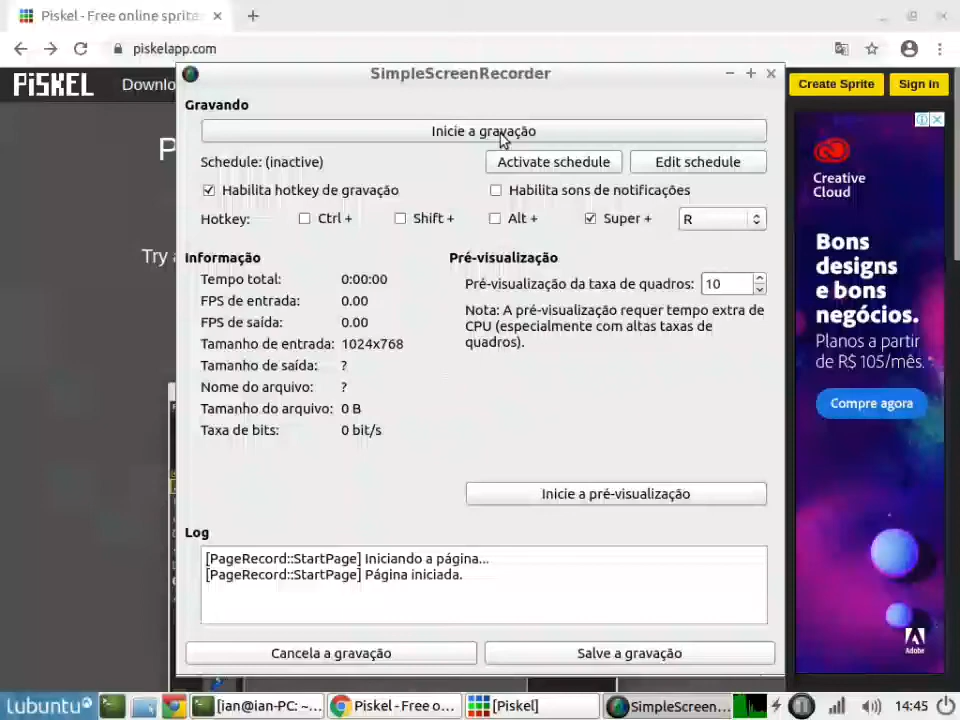 Piskel - Free online sprite
piskelapp.com
PISKEL
Downlo
Create Sprite
Sign In
P
Try a
SimpleScreenRecorder
Gravando
Inicie a gravação
Schedule: (inactive)
Activate schedule
Edit schedule
Habilita hotkey de gravação
Habilita sons de notificações
Hotkey:
Ctrl +
Shift +
Alt +
Super +
R
Informação
Tempo total: 0:00:00
FPS de entrada: 0.00
FPS de saída: 0.00
Tamanho de entrada: 1024x768
Tamanho de saída: ?
Nome do arquivo: ?
Tamanho do arquivo: 0 B
Taxa de bits: 0 bit/s
Pré-visualização
Pré-visualização da taxa de quadros: 10
Nota: A pré-visualização requer tempo extra de
CPU (especialmente com altas taxas de
quadros).
Inicie a pré-visualização
Log
[PageRecord::StartPage] Iniciando a página...
[PageRecord::StartPage] Página iniciada.
Cancela a gravação
Salve a gravação
Creative
Cloud
Bons
designs
e bons
negócios.
Planos a partir
de R$ 105/mês.
Compre agora
Adobe
lubuntu
[ian@ian-PC: ~...
Piskel - Free o...
[Piskel]
SimpleScreen...
14:45